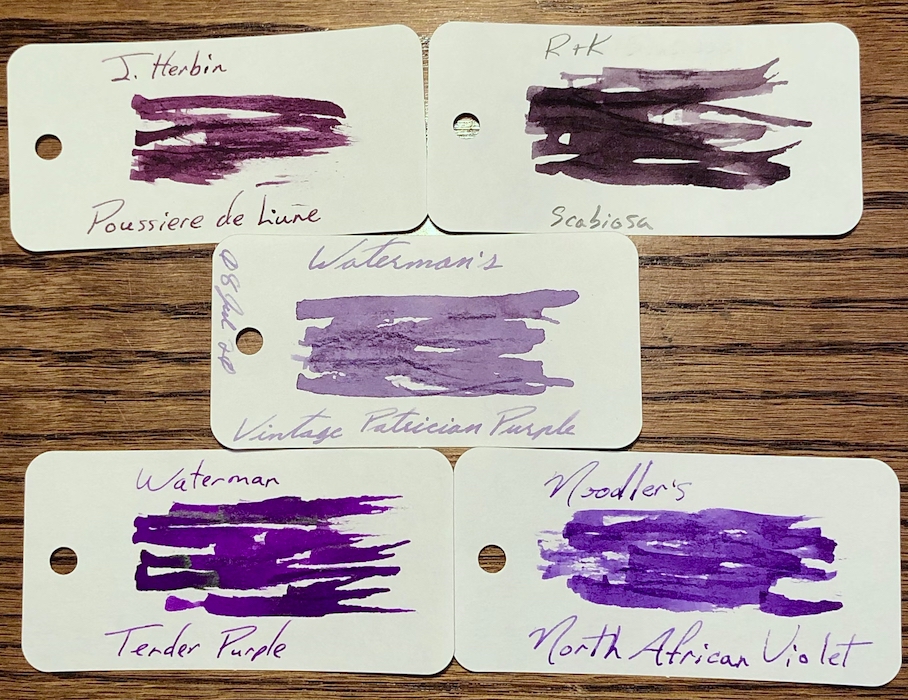 J. Herbin
Poussiere de Lune
R+K
Scabiosa
Waterman's
Vintage Patrician Purple
Waterman
Tender Purple
Noodler's
North African Violet